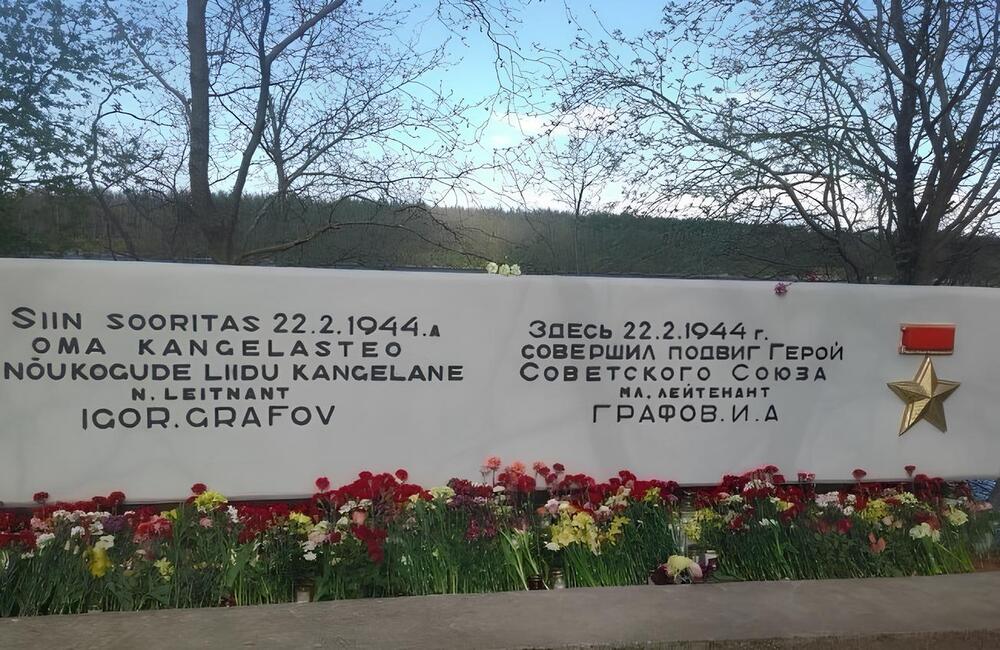 SIIN SOORITAS 22.2.1944.A
OMA KANGELASTEO
NÕUKOGUDE LIIDU KANGELANE
N. LEITNANT
IGOR.GRAFOV
ЗДЕСЬ 22.2.1944 г.
СОВЕРШИЛ ПОДВИГ ГЕРОЙ
СОВЕТСКОГО СОЮЗА
МЛ. ЛЕЙТЕНАНТ
ГРАФОВ.И.А